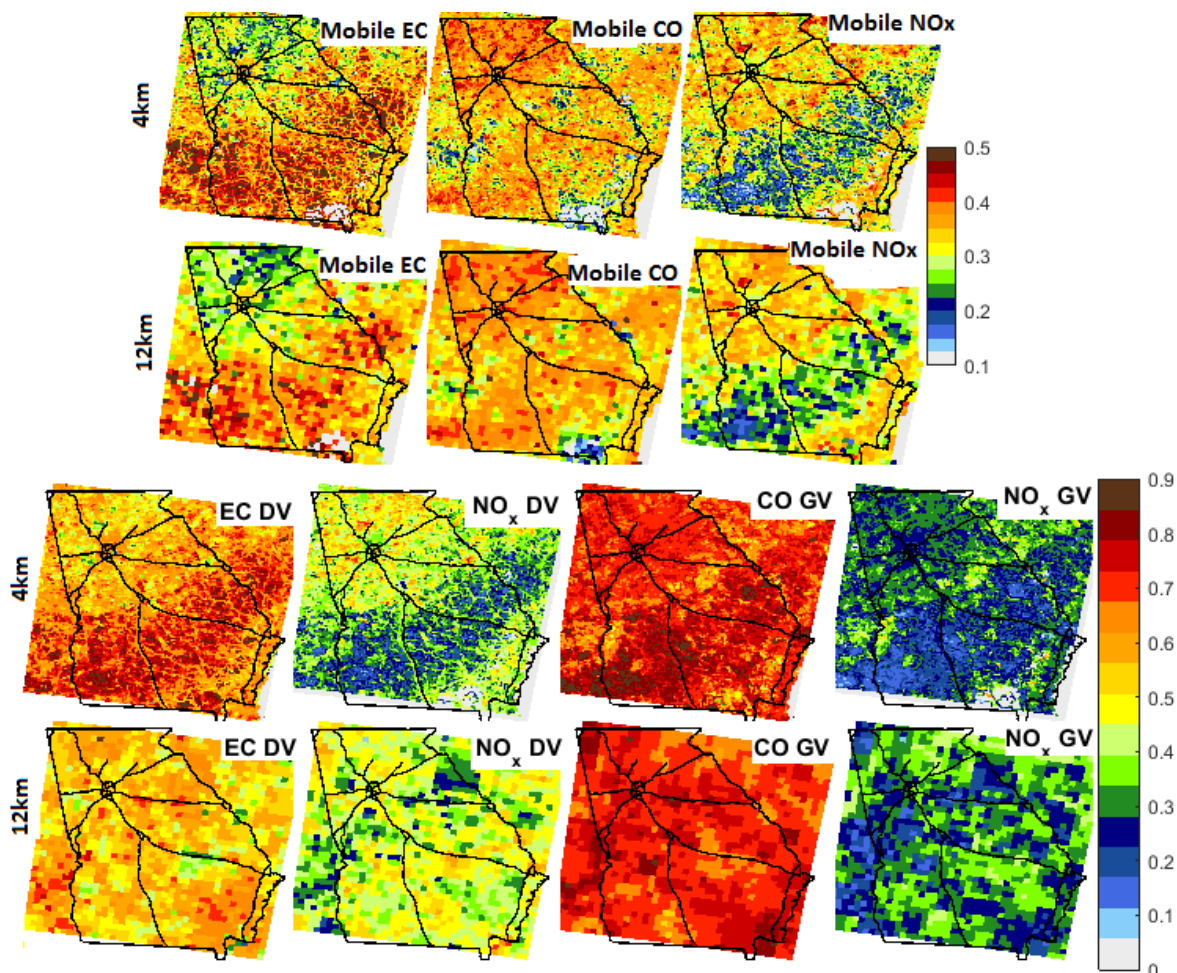 Mobile EC
Mobile CO
Mobile NOx
4km
0.5
0.4
0.3
0.2
0.1
Mobile EC
Mobile CO
Mobile NOx
12km
EC DV
NOx DV
CO GV
NOx GV
4km
0.9
0.8
0.7
0.6
0.5
0.4
0.3
0.2
0.1
0
EC DV
NOx DV
CO GV
NOx GV
12km